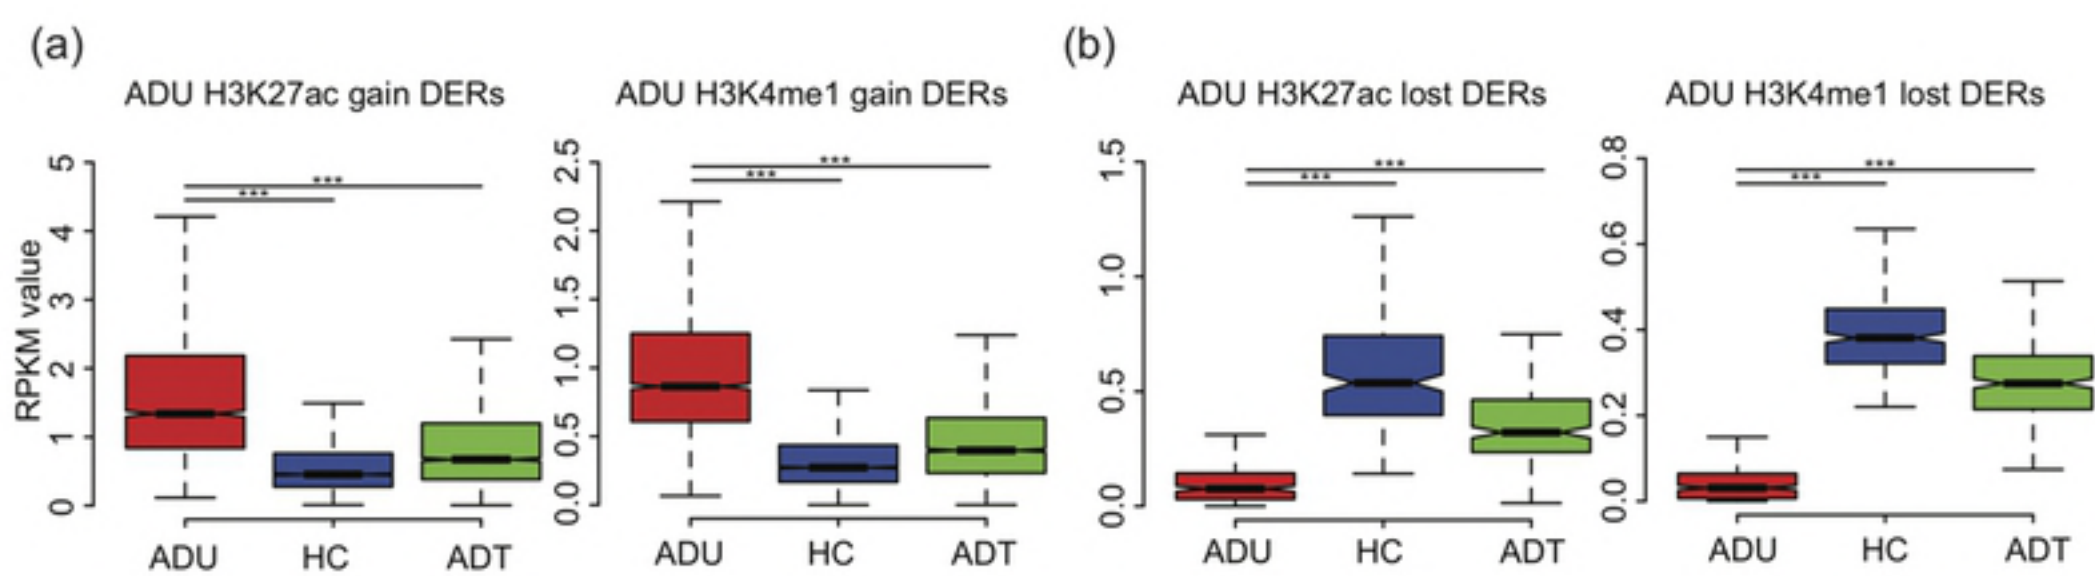 (a)
(b)
ADU H3K27ac gain DERs
ADU H3K4me1 gain DERs
ADU H3K27ac lost DERs
ADU H3K4me1 lost DERs
RPKM value
5
4
3
2
1
0
***
***
ADU
HC
ADT
2.5
2.0
1.5
1.0
0.5
0.0
***
***
ADU
HC
ADT
1.5
1.0
0.5
0.0
***
***
ADU
HC
ADT
0.8
0.6
0.4
0.2
0.0
***
***
ADU
HC
ADT